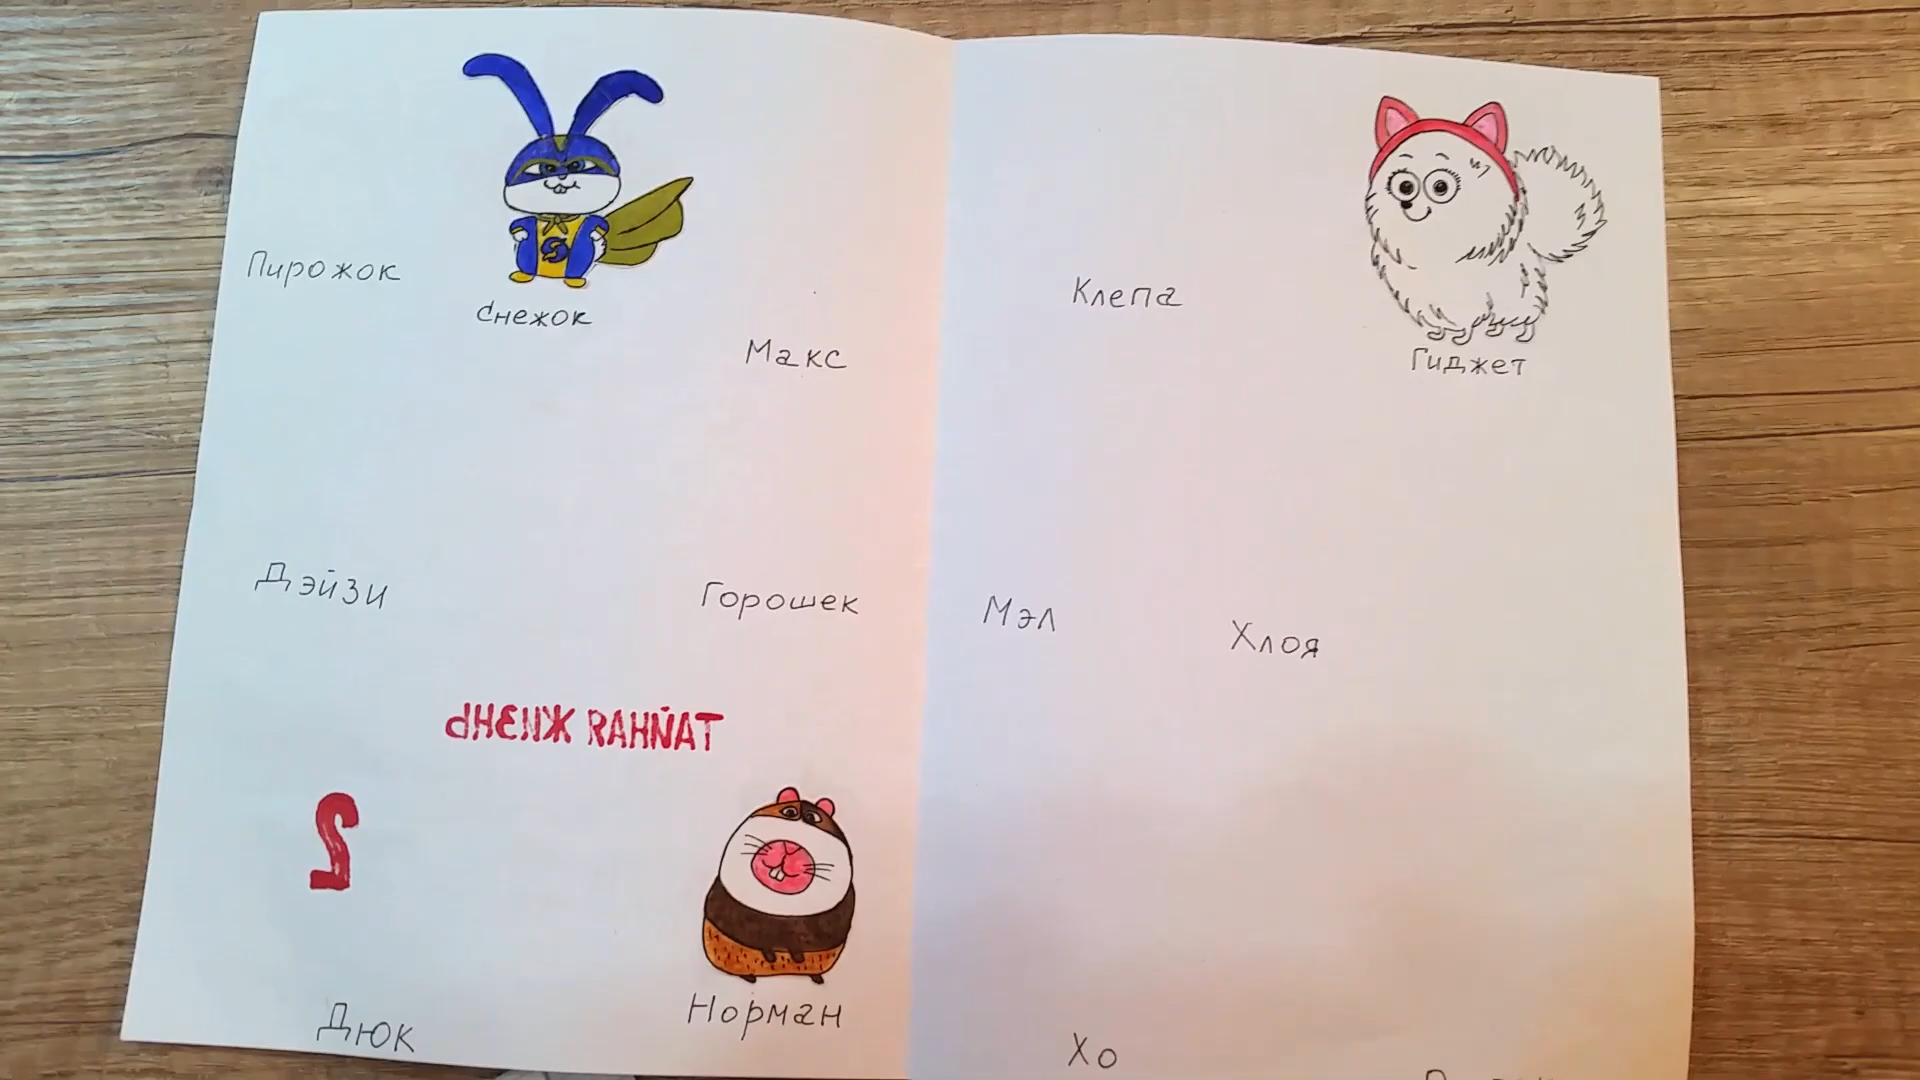 Пирожок
Снежок
Макс
Клепа
Гиджет
Дэйзи
Горошек
Мэл
Хлоя
ТАЙНАЯ ЖИЗНЬ
2
Дюк
Норман
Хо